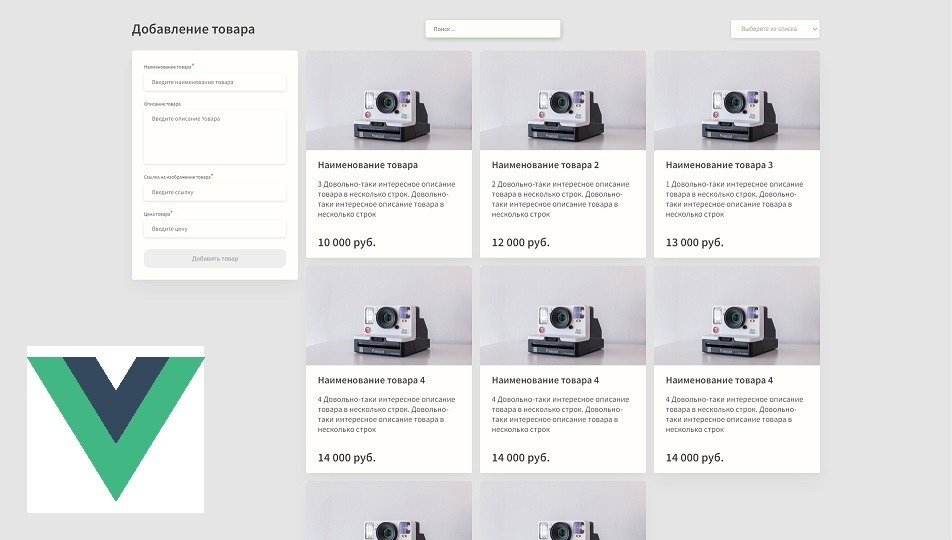 Добавление товара
Поиск ...
Выберете из списка
Наименование товара*
Введите наименование товара
Описание товара
Введите описание товара
Ссылка на изображение товара*
Введите ссылку
Цена товара*
Введите цену
Добавить товар
Наименование товара
3 Довольно-таки интересное описание
товара в несколько строк. Довольно-
таки интересное описание товара в
несколько строк
10 000 руб.
Наименование товара 2
2 Довольно-таки интересное описание
товара в несколько строк. Довольно-
таки интересное описание товара в
несколько строк
12 000 руб.
Наименование товара 3
1 Довольно-таки интересное описание
товара в несколько строк. Довольно-
таки интересное описание товара в
несколько строк
13 000 руб.
Наименование товара 4
4 Довольно-таки интересное описание
товара в несколько строк. Довольно-
таки интересное описание товара в
несколько строк
14 000 руб.
Наименование товара 4
4 Довольно-таки интересное описание
товара в несколько строк. Довольно-
таки интересное описание товара в
несколько строк
14 000 руб.
Наименование товара 4
4 Довольно-таки интересное описание
товара в несколько строк. Довольно-
таки интересное описание товара в
несколько строк
14 000 руб.